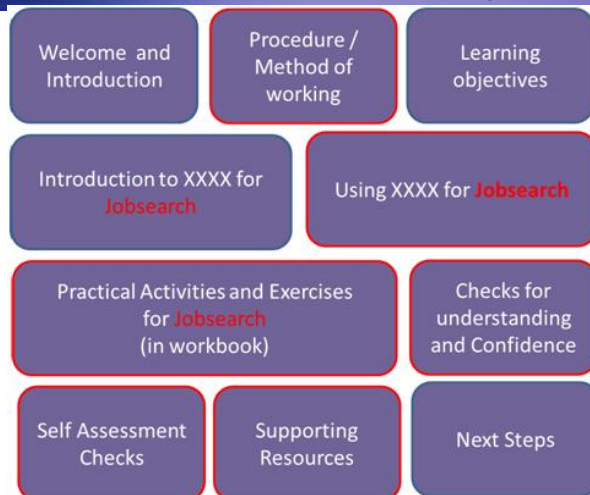 Welcome and
Introduction
Procedure /
Method of
working
Learning
objectives
Introduction to XXXX for
Jobsearch
Using XXXX for Jobsearch
Practical Activities and Exercises
for Jobsearch
(in workbook)
Checks for
understanding
and Confidence
Self Assessment
Checks
Supporting
Resources
Next Steps